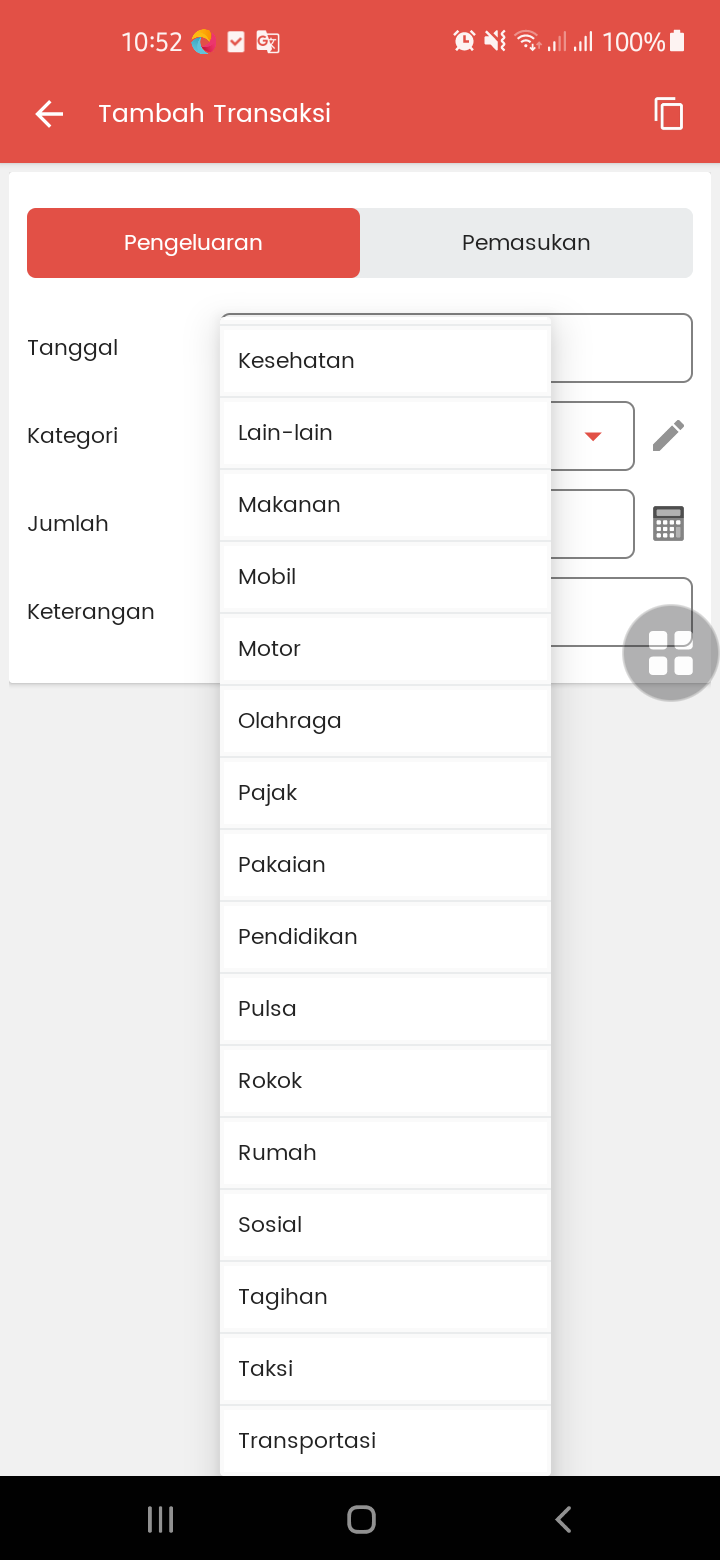 10:52
100%
Tambah Transaksi
Pengeluaran
Pemasukan
Tanggal
Kategori
Jumlah
Keterangan
Kesehatan
Lain-lain
Makanan
Mobil
Motor
Olahraga
Pajak
Pakaian
Pendidikan
Pulsa
Rokok
Rumah
Sosial
Tagihan
Taksi
Transportasi